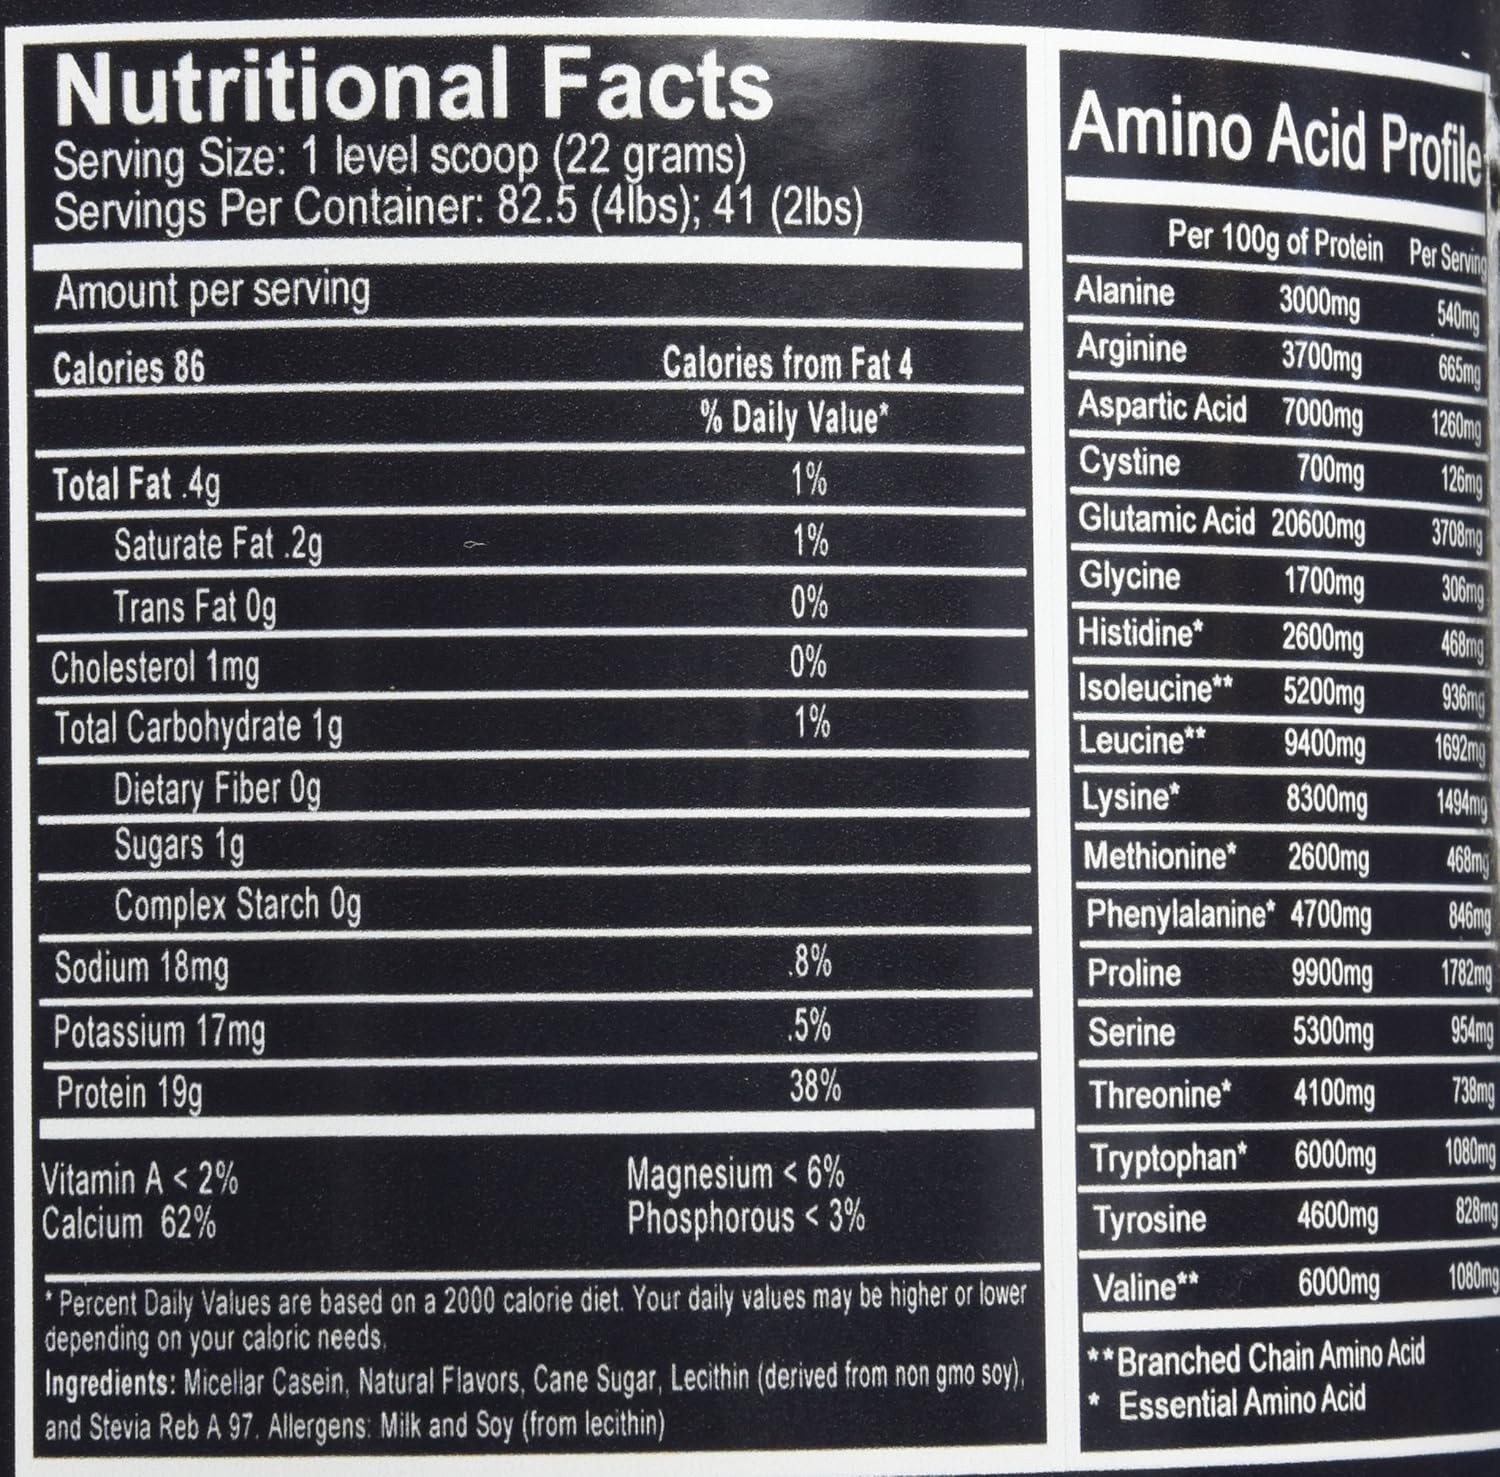 Nutritional Facts
Serving Size: 1 level scoop (22 grams)
Servings Per Container: 82.5 (4lbs); 41 (2lbs)
Amount per serving
Calories 86 Calories from Fat 4
% Daily Value*
Total Fat .4g 1%
Saturate Fat .2g 1%
Trans Fat 0g 0%
Cholesterol 1mg 0%
Total Carbohydrate 1g 1%
Dietary Fiber 0g
Sugars 1g
Complex Starch 0g
Sodium 18mg .8%
Potassium 17mg .5%
Protein 19g 38%
Vitamin A < 2% Magnesium < 6%
Calcium 62% Phosphorous < 3%
* Percent Daily Values are based on a 2000 calorie diet. Your daily values may be higher or lower
depending on your caloric needs.
Ingredients: Micellar Casein, Natural Flavors, Cane Sugar, Lecithin (derived from non gmo soy),
and Stevia Reb A 97. Allergens: Milk and Soy (from lecithin)
Amino Acid Profile
Per 100g of Protein Per Serving
Alanine 3000mg 540mg
Arginine 3700mg 665mg
Aspartic Acid 7000mg 1260mg
Cystine 700mg 126mg
Glutamic Acid 20600mg 3708mg
Glycine 1700mg 306mg
Histidine* 2600mg 468mg
Isoleucine** 5200mg 936mg
Leucine** 9400mg 1692mg
Lysine* 8300mg 1494mg
Methionine* 2600mg 468mg
Phenylalanine* 4700mg 846mg
Proline 9900mg 1782mg
Serine 5300mg 954mg
Threonine* 4100mg 738mg
Tryptophan* 6000mg 1080mg
Tyrosine 4600mg 828mg
Valine** 6000mg 1080mg
**Branched Chain Amino Acid
* Essential Amino Acid